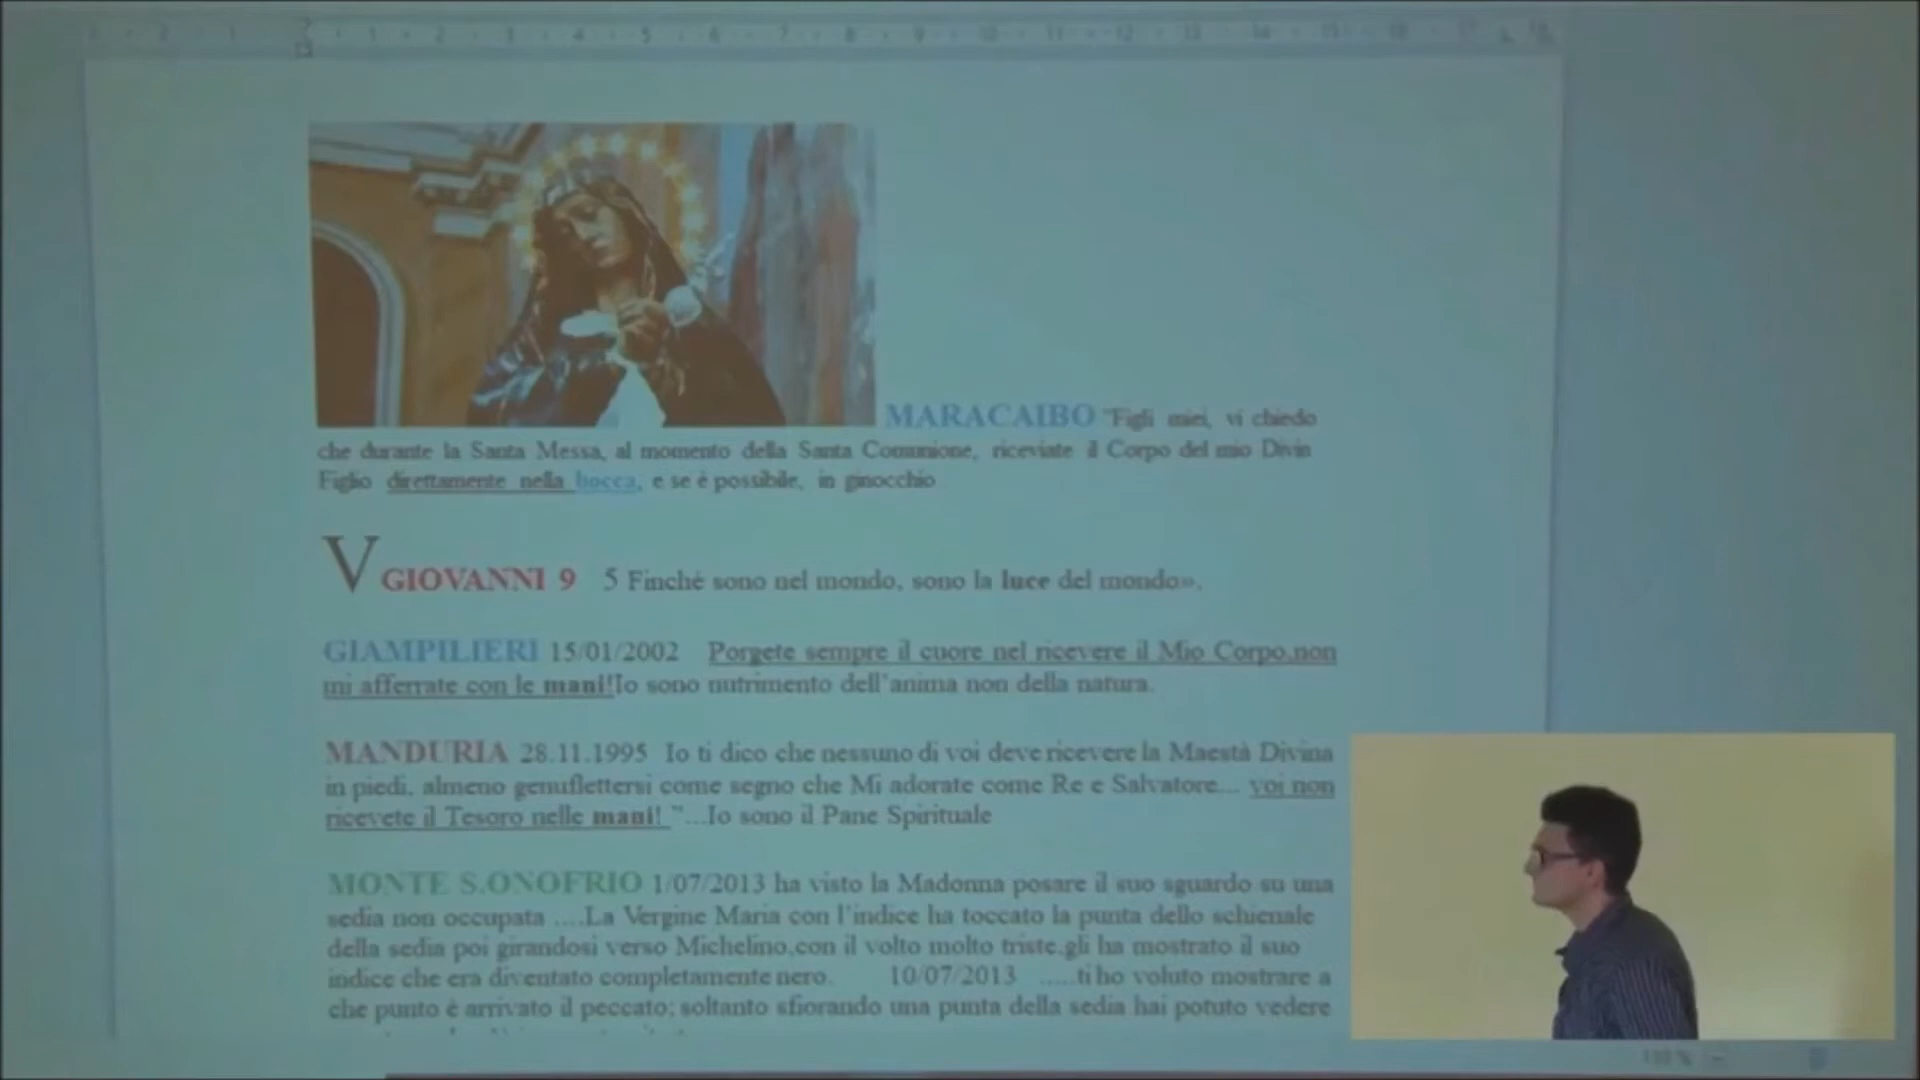 MARACAIBO "Figli miei, vi chiedo
che durante la Santa Messa, al momento della Santa Comunione, riceviate il Corpo del mio Divin
Figlio direttamente nella bocca, e se è possibile, in ginocchio
V GIOVANNI 9 5 Finché sono nel mondo, sono la luce del mondo».
GIAMPILIERI 15/01/2002 Porgete sempre il cuore nel ricevere il Mio Corpo,non
mi afferrate con le mani!Io sono nutrimento dell'anima non della natura.
MANDURIA 28.11.1995 Io ti dico che nessuno di voi deve ricevere la Maestà Divina
in piedi, almeno genuflettersi come segno che Mi adorate come Re e Salvatore... voi non
ricevete il Tesoro nelle mani! "...Io sono il Pane Spirituale
MONTE S.ONOFRIO 1/07/2013 ha visto la Madonna posare il suo sguardo su una
sedia non occupata ....La Vergine Maria con l'indice ha toccato la punta dello schienale
della sedia poi girandosi verso Michelino,con il volto molto triste,gli ha mostrato il suo
indice che era diventato completamente nero. 10/07/2013 .....ti ho voluto mostrare a
che punto è arrivato il peccato; soltanto sfiorando una punta della sedia hai potuto vedere